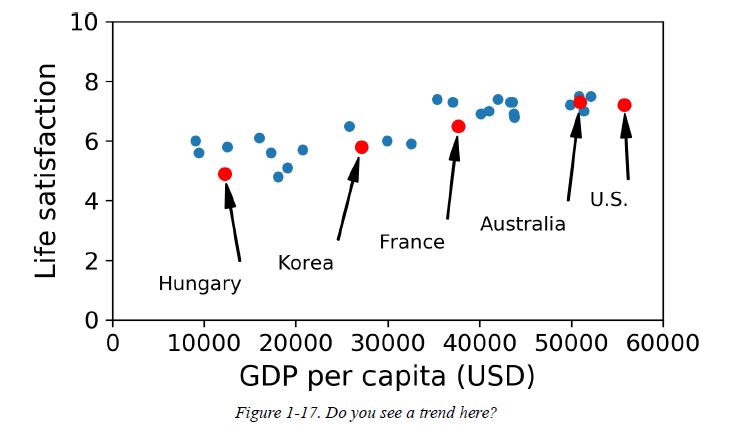 10
8
6
4
2
0
Life satisfaction
Hungary
Korea
France
Australia
U.S.
0 10000 20000 30000 40000 50000 60000
GDP per capita (USD)
Figure 1-17. Do you see a trend here?